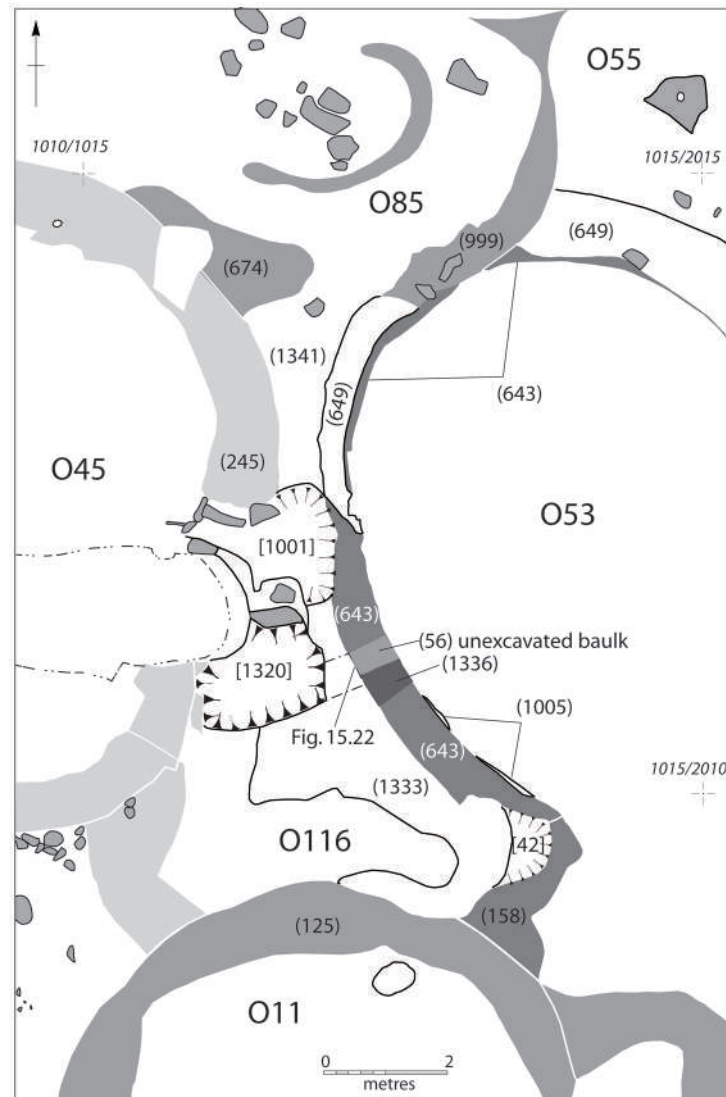 O55
1010/1015
1015/2015
O85
(999)
(649)
(674)
(1341)
(649)
(643)
(245)
O45
O53
[1001]
(643)
(56) unexcavated baulk
[1320]
(1336)
(1005)
Fig. 15.22
(643)
1015/2010
(1333)
O116
[42]
(125)
(158)
O11
0 2
metres